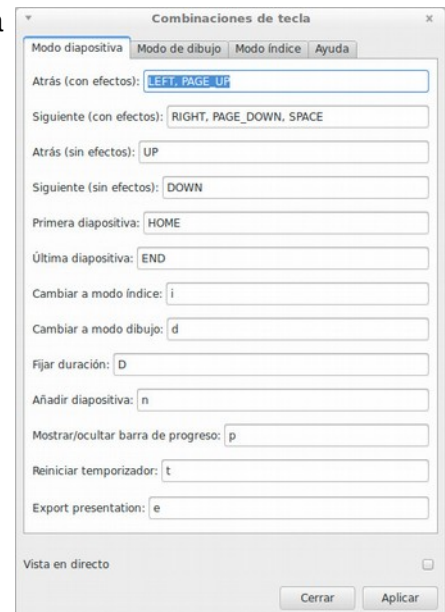 a
Combinaciones de tecla
Modo diapositiva Modo de dibujo Modo índice Ayuda
Atrás (con efectos): LEFT, PAGE_UP
Siguiente (con efectos): RIGHT, PAGE_DOWN, SPACE
Atrás (sin efectos): UP
Siguiente (sin efectos): DOWN
Primera diapositiva: HOME
Última diapositiva: END
Cambiar a modo índice: i
Cambiar a modo dibujo: d
Fijar duración: D
Añadir diapositiva: n
Mostrar/ocultar barra de progreso: p
Reiniciar temporizador: t
Export presentation: e
Vista en directo
Cerrar Aplicar